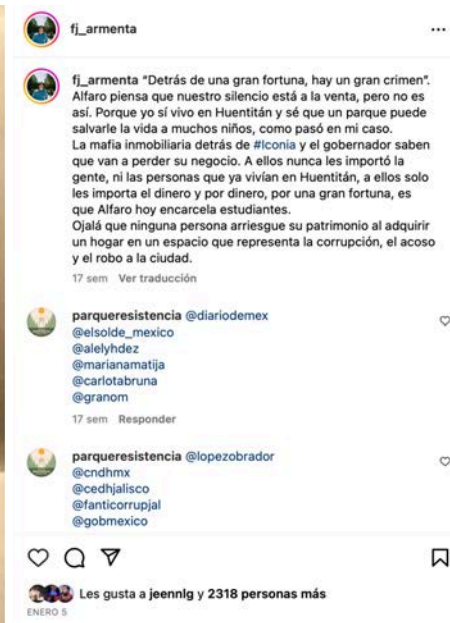 fj_armenta
fj_armenta “Detrás de una gran fortuna, hay un gran crimen”.
Alfaro piensa que nuestro silencio está a la venta, pero no es
así. Porque yo sí vivo en Huentitán y sé que un parque puede
salvarle la vida a muchos niños, como pasó en mi caso.
La mafia inmobiliaria detrás de #Iconia y el gobernador saben
que van a perder su negocio. A ellos nunca les importó la
gente, ni las personas que ya vivían en Huentitán, a ellos solo
les importa el dinero y por dinero, por una gran fortuna, es
que Alfaro hoy encarcela estudiantes.
Ojalá que ninguna persona arriesgue su patrimonio al adquirir
un hogar en un espacio que representa la corrupción, el acoso
y el robo a la ciudad.
17 sem Ver traducción
parqueresistencia @diariodemex
@elsolde_mexico
@alelyhdez
@marianamatija
@carlotabruna
@granom
17 sem Responder
parqueresistencia @lopezobrador
@cndhmx
@cedhjalisco
@fanticorrupjal
@gobmexico
Les gusta a jeennlg y 2318 personas más
ENERO 5